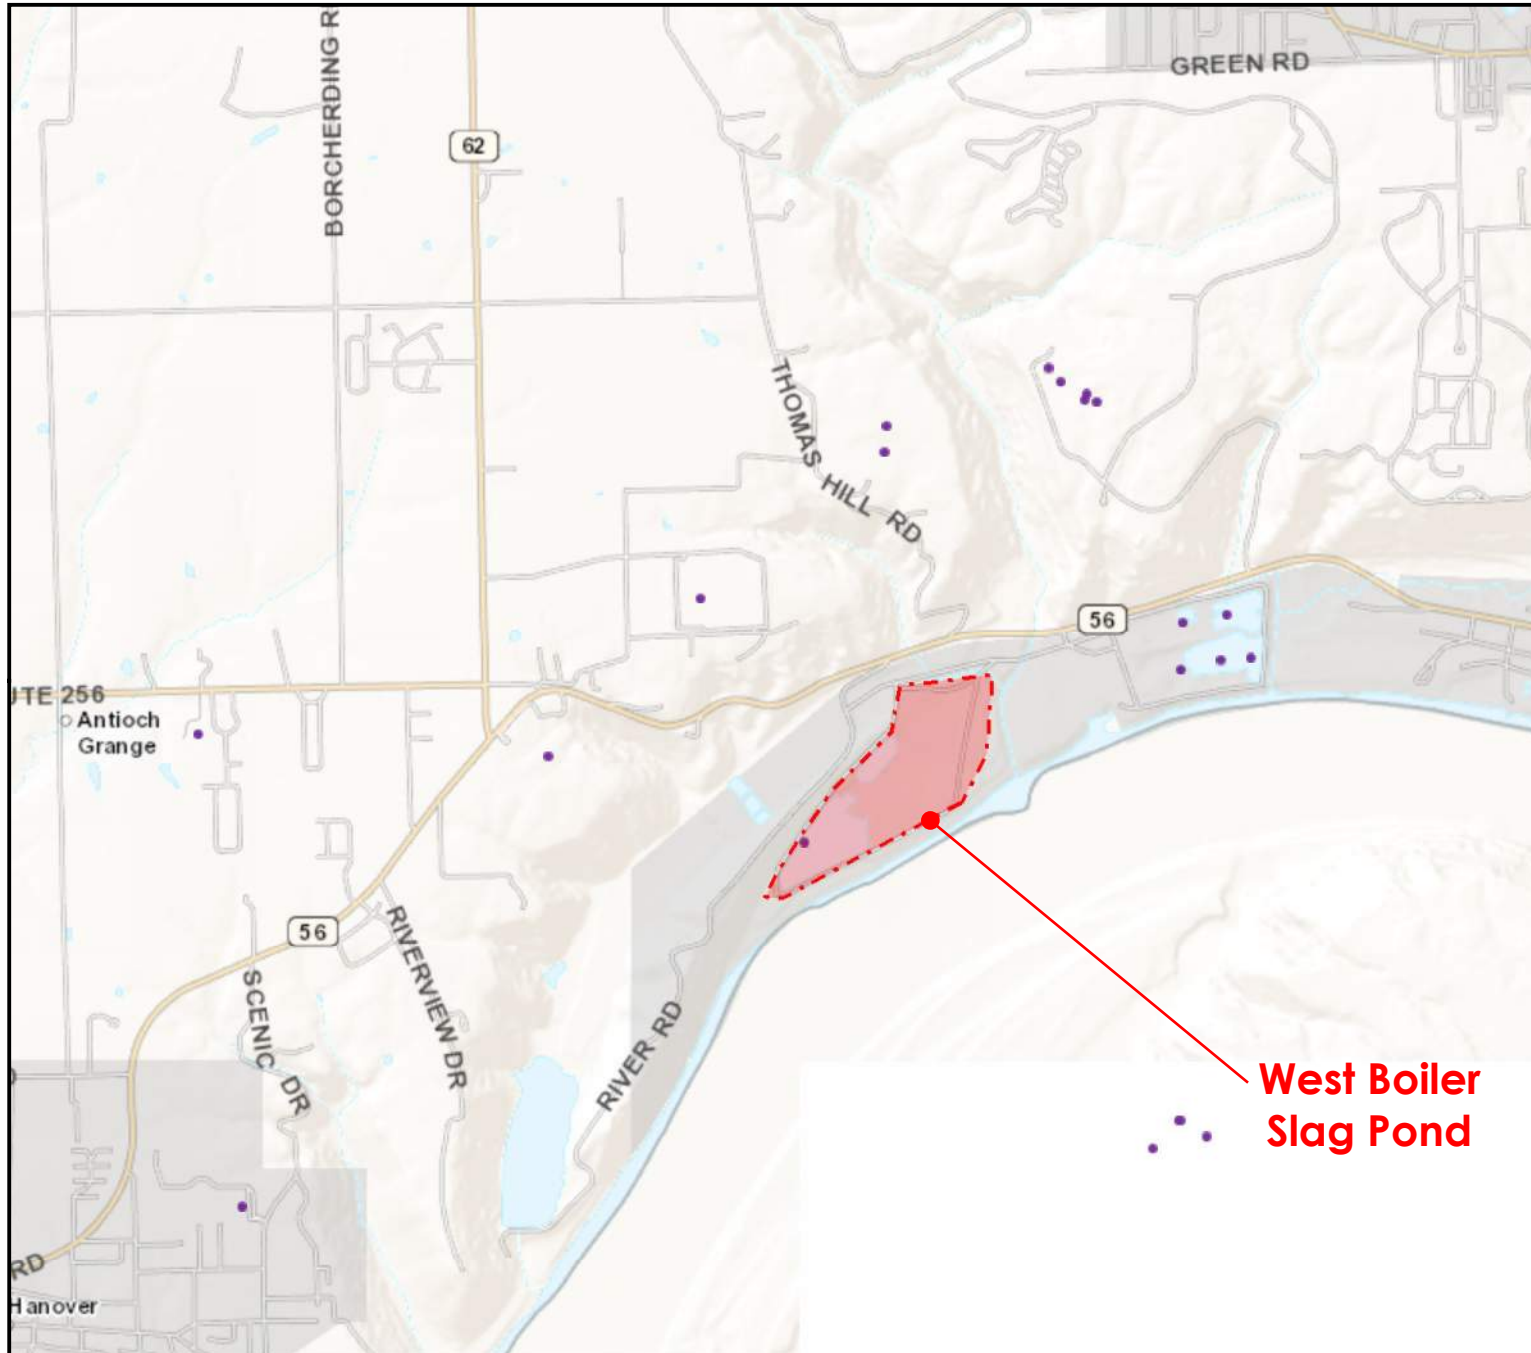 BORCHERDING R
GREEN RD
62
THOMAS HILL RD
56
UTE 256
Antioch
Grange
56
RIVERVIEW DR
SCENIC DR
RIVER RD
West Boiler
Slag Pond
RD
Hanover